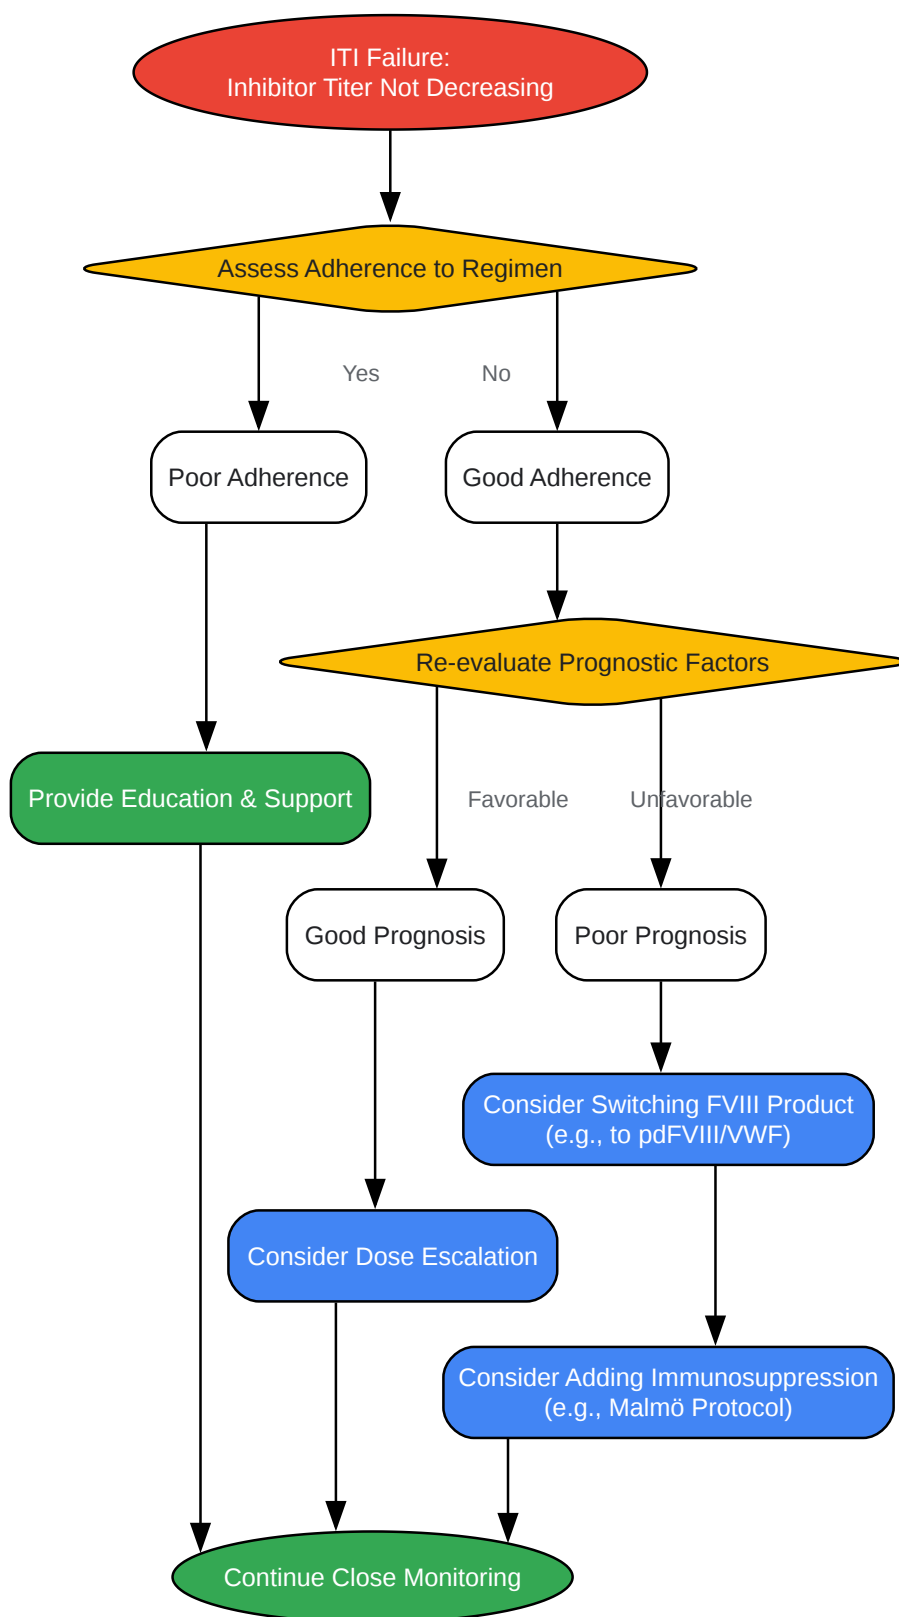 ITI Failure:
Inhibitor Titer Not Decreasing
Assess Adherence to Regimen
Yes
No
Poor Adherence
Good Adherence
Re-evaluate Prognostic Factors
Provide Education & Support
Favorable
Unfavorable
Good Prognosis
Poor Prognosis
Consider Switching FVIII Product
(e.g., to pdFVIII/VWF)
Consider Dose Escalation
Consider Adding Immunosuppression
(e.g., Malmö Protocol)
Continue Close Monitoring